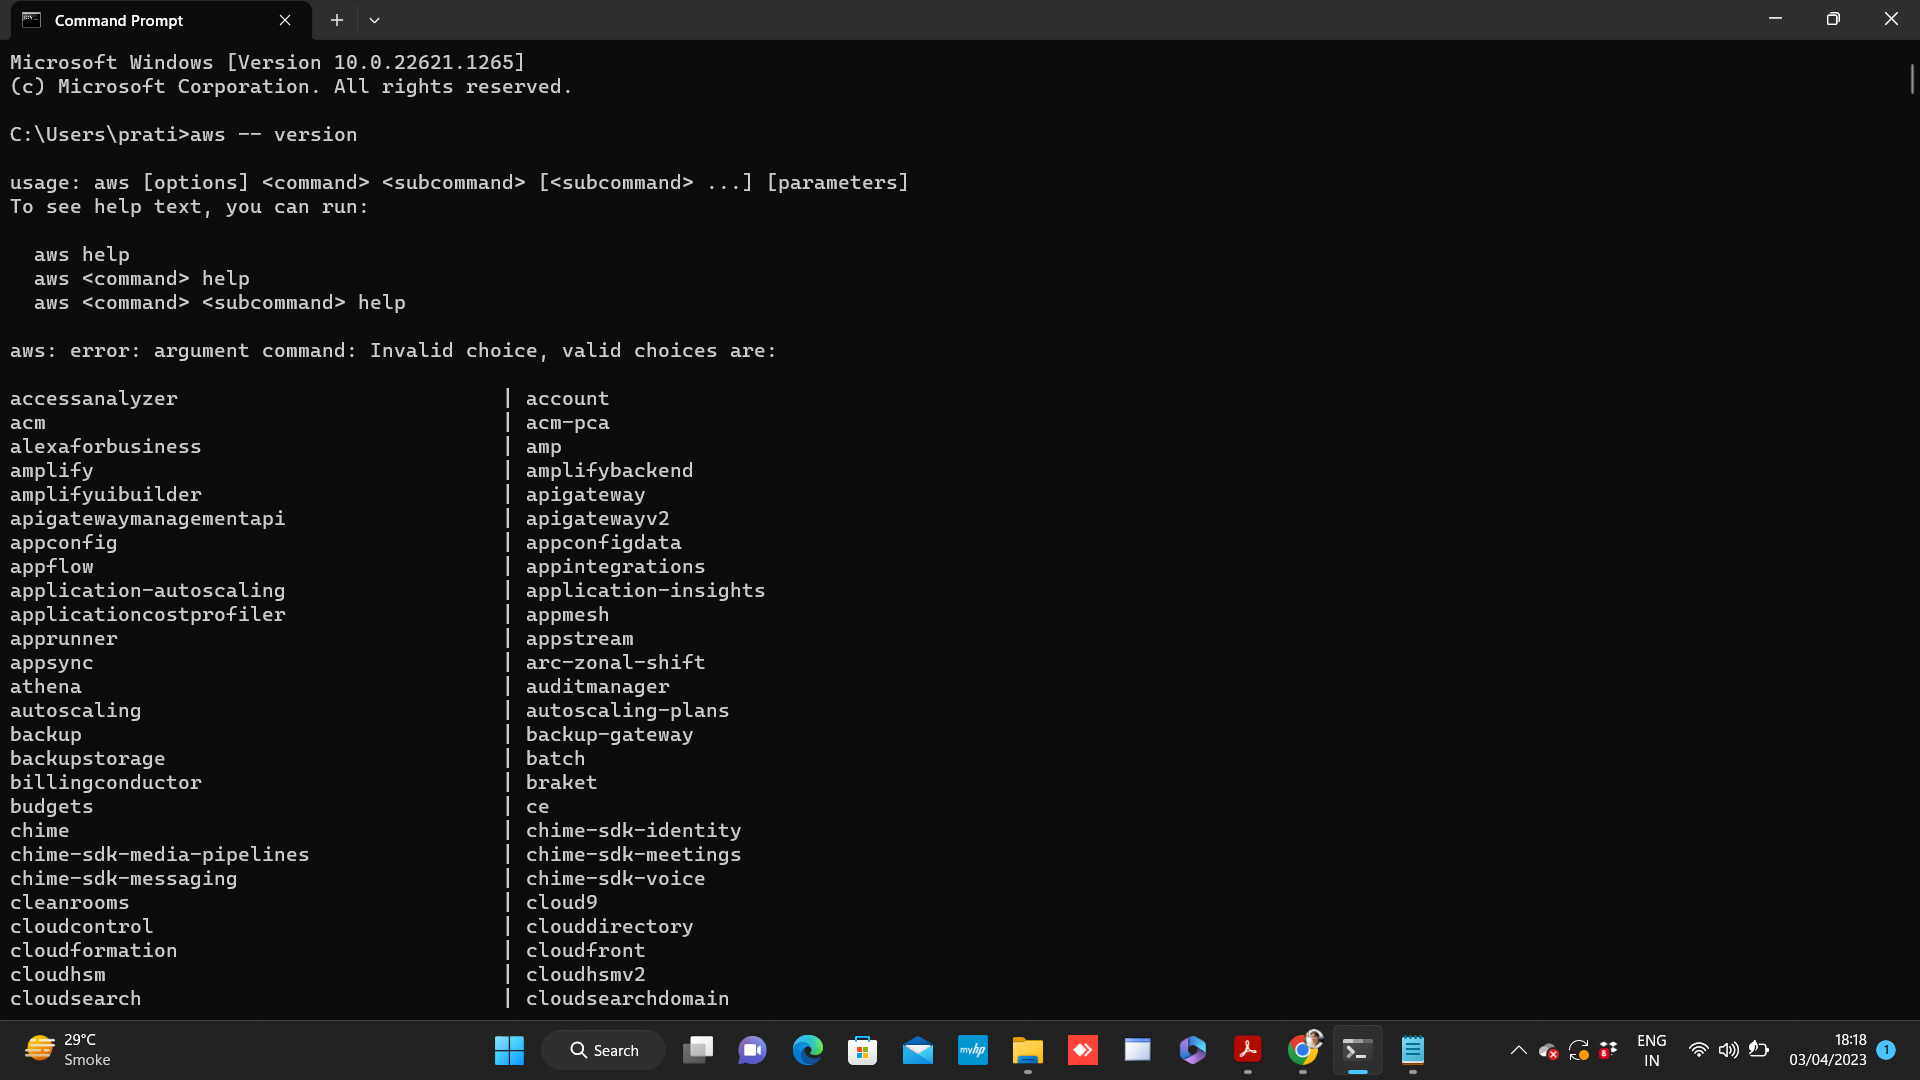 Command Prompt
Microsoft Windows [Version 10.0.22621.1265]
(c) Microsoft Corporation. All rights reserved.
C:\Users\prati>aws -- version
usage: aws [options] <command> <subcommand> [<subcommand> ...] [parameters]
To see help text, you can run:
aws help
aws <command> help
aws <command> <subcommand> help
aws: error: argument command: Invalid choice, valid choices are:
accessanalyzer | account
acm | acm-pca
alexaforbusiness | amp
amplify | amplifybackend
amplifyuibuilder | apigateway
apigatewaymanagementapi | apigatewayv2
appconfig | appconfigdata
appflow | appintegrations
application-autoscaling | application-insights
applicationcostprofiler | appmesh
apprunner | appstream
appsync | arc-zonal-shift
athena | auditmanager
autoscaling | autoscaling-plans
backup | backup-gateway
backupstorage | batch
billingconductor | braket
budgets | ce
chime | chime-sdk-identity
chime-sdk-media-pipelines | chime-sdk-meetings
chime-sdk-messaging | chime-sdk-voice
cleanrooms | cloud9
cloudcontrol | clouddirectory
cloudformation | cloudfront
cloudhsm | cloudhsmv2
cloudsearch | cloudsearchdomain
29°C
Smoke
Search
myhp
8
ENG
IN
18:18
03/04/2023
1